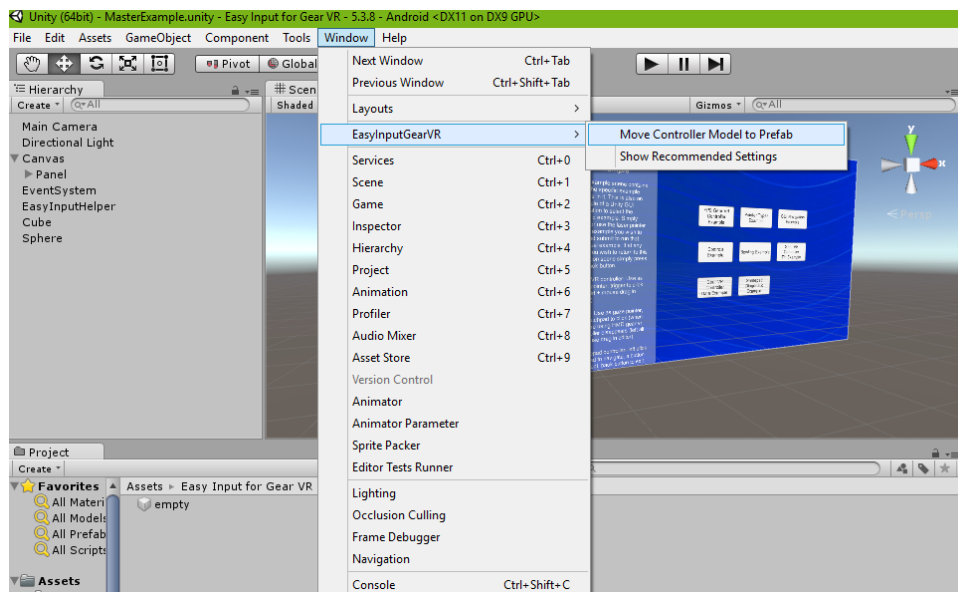 Unity (64bit) - MasterExample.unity - Easy Input for Gear VR - 5.3.8 - Android <DX11 on DX9 GPU>
File Edit Assets GameObject Component Tools Window Help
Pivot Global
Hierarchy
Create All
Main Camera
Directional Light
Canvas
Panel
EventSystem
EasyInputHelper
Cube
Sphere
Scen
Shaded
Next Window Ctrl+Tab
Previous Window Ctrl+Shift+Tab
Layouts
EasyInputGearVR
Services Ctrl+0
Scene Ctrl+1
Game Ctrl+2
Inspector Ctrl+3
Hierarchy Ctrl+4
Project Ctrl+5
Animation Ctrl+6
Profiler Ctrl+7
Audio Mixer Ctrl+8
Asset Store Ctrl+9
Version Control
Animator
Animator Parameter
Sprite Packer
Editor Tests Runner
Lighting
Occlusion Culling
Frame Debugger
Navigation
Console Ctrl+Shift+C
Move Controller Model to Prefab
Show Recommended Settings
Gizmos All
y
x
Persp
Project
Create
Favorites
All Materi
All Models
All Prefab
All Scripts
Assets
Assets Easy Input for Gear VR
empty